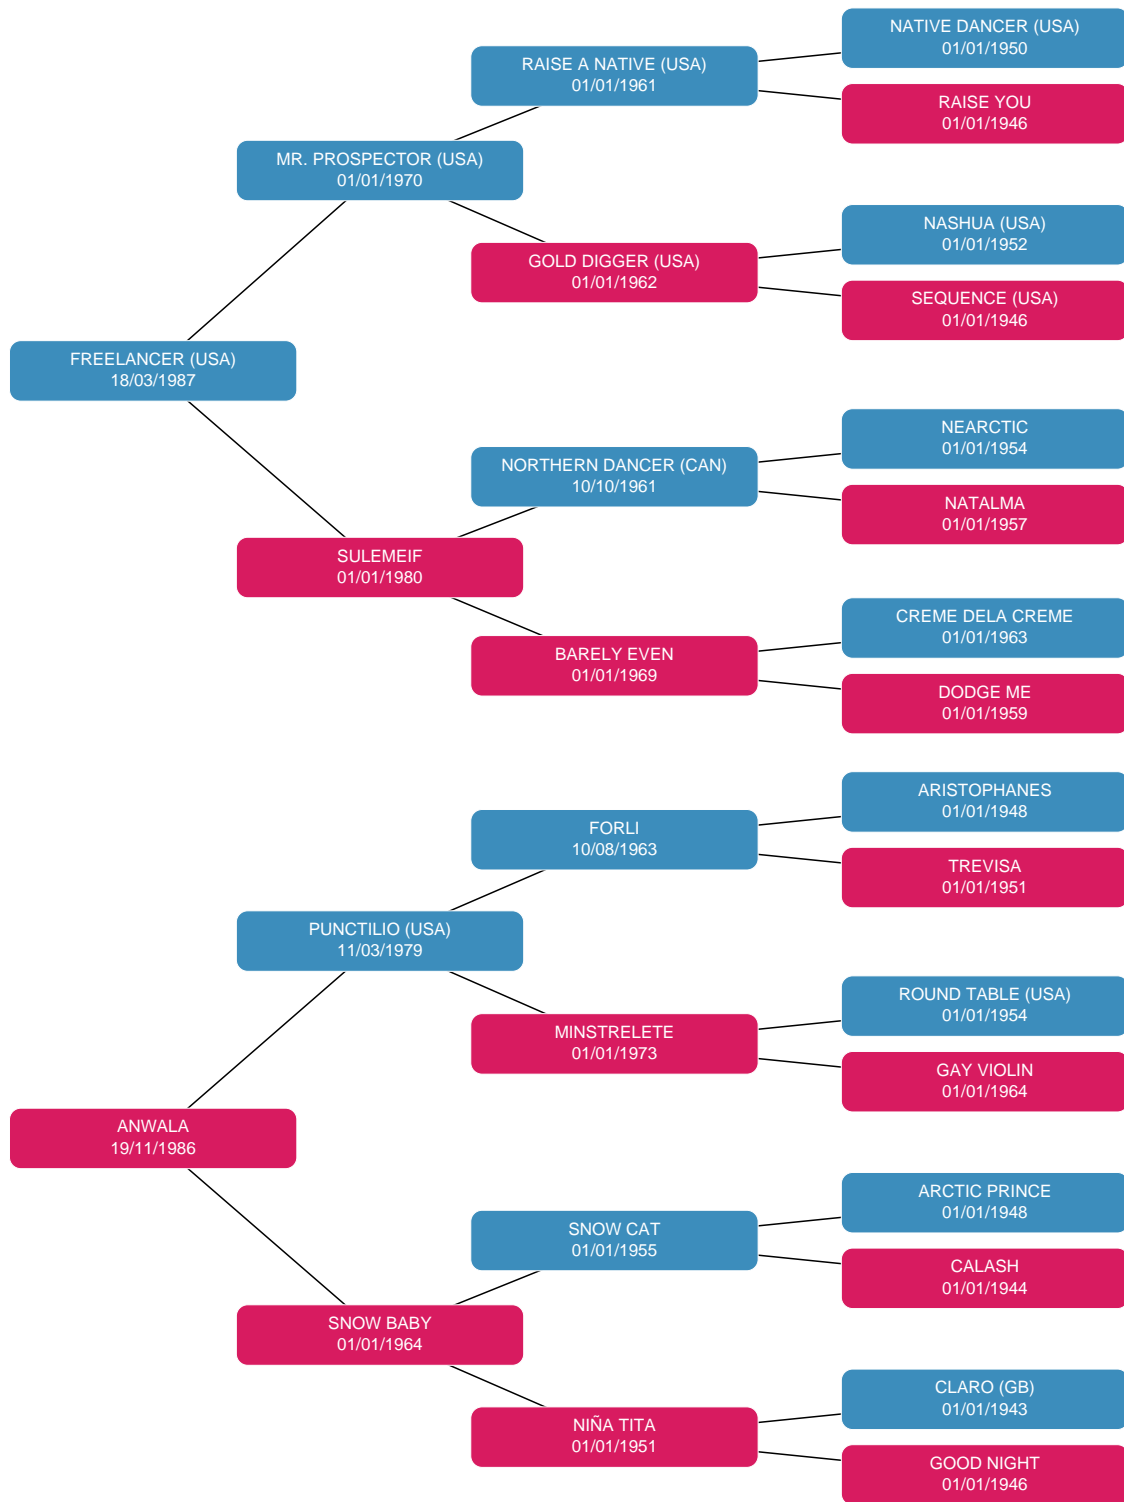 NATIVE DANCER (USA)
01/01/1950
RAISE A NATIVE (USA)
01/01/1961
RAISE YOU
01/01/1946
MR. PROSPECTOR (USA)
01/01/1970
NASHUA (USA)
01/01/1952
GOLD DIGGER (USA)
01/01/1962
SEQUENCE (USA)
01/01/1946
FREELANCER (USA)
18/03/1987
NEARCTIC
01/01/1954
NORTHERN DANCER (CAN)
10/10/1961
NATALMA
01/01/1957
SULEMEIF
01/01/1980
CREME DELA CREME
01/01/1963
BARELY EVEN
01/01/1969
DODGE ME
01/01/1959
ARISTOPHANES
01/01/1948
FORLI
10/08/1963
TREVISA
01/01/1951
PUNCTILIO (USA)
11/03/1979
ROUND TABLE (USA)
01/01/1954
MINSTRELETE
01/01/1973
GAY VIOLIN
01/01/1964
ANWALA
19/11/1986
ARCTIC PRINCE
01/01/1948
SNOW CAT
01/01/1955
CALASH
01/01/1944
SNOW BABY
01/01/1964
CLARO (GB)
01/01/1943
NIÑA TITA
01/01/1951
GOOD NIGHT
01/01/1946